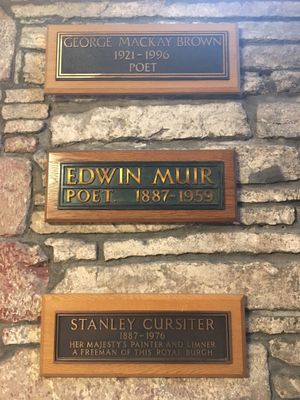 GEORGE MACKAY BROWN
1921-1996
POET
EDWIN MUIR
POET. 1887-1959
STANLEY CURSITER
1887-1976
HER MAJESTY'S PAINTER AND LIMNER
A FREEMAN OF THIS ROYAL BURGH